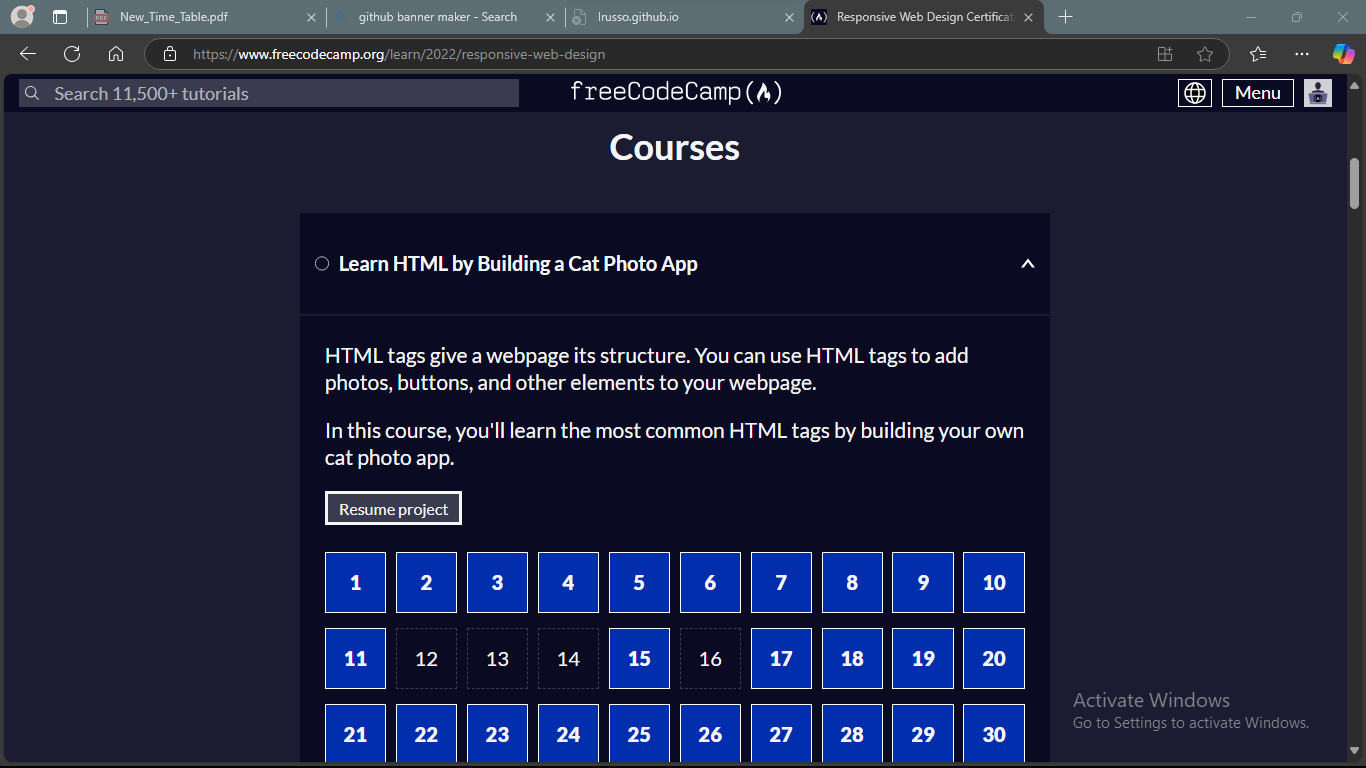 New_Time_Table.pdf
github banner maker - Search
lrusso.github.io
Responsive Web Design Certificat
https://www.freecodecamp.org/learn/2022/responsive-web-design
Search 11,500+ tutorials
freeCodeCamp(🔥)
Menu
Courses
Learn HTML by Building a Cat Photo App
HTML tags give a webpage its structure. You can use HTML tags to add
photos, buttons, and other elements to your webpage.
In this course, you'll learn the most common HTML tags by building your own
cat photo app.
Resume project
1 2 3 4 5 6 7 8 9 10
11 12 13 14 15 16 17 18 19 20
21 22 23 24 25 26 27 28 29 30
Activate Windows
Go to Settings to activate Windows.